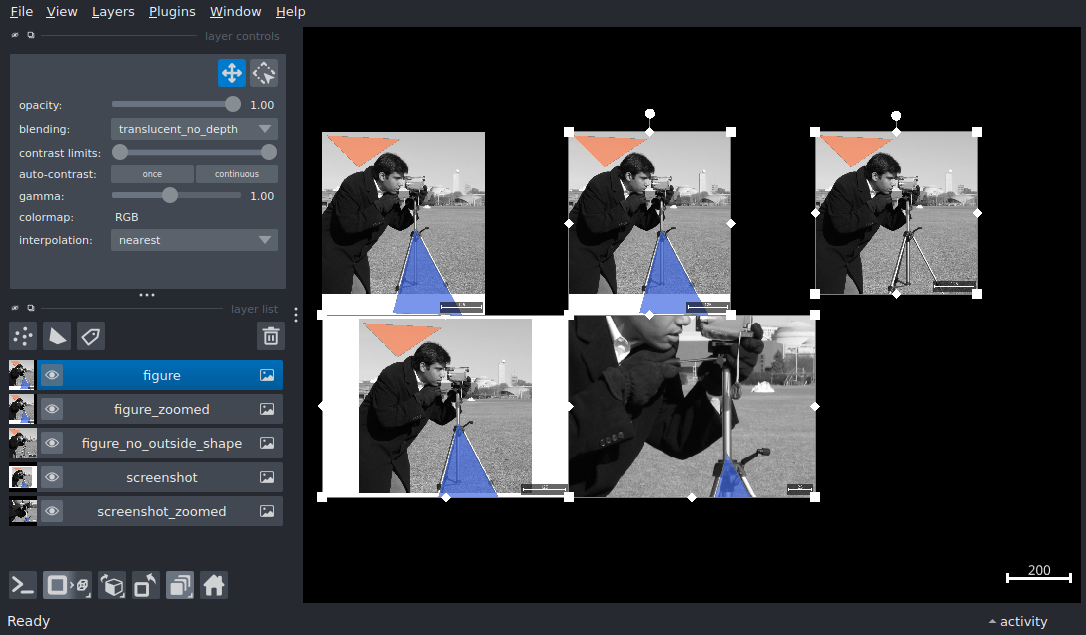 File View Layers Plugins Window Help
layer controls
opacity: 1.00
blending: translucent_no_depth
contrast limits:
auto-contrast: once continuous
gamma: 1.00
colormap: RGB
interpolation: nearest
layer list
figure
figure_zoomed
figure_no_outside_shape
screenshot
screenshot_zoomed
200
Ready
activity